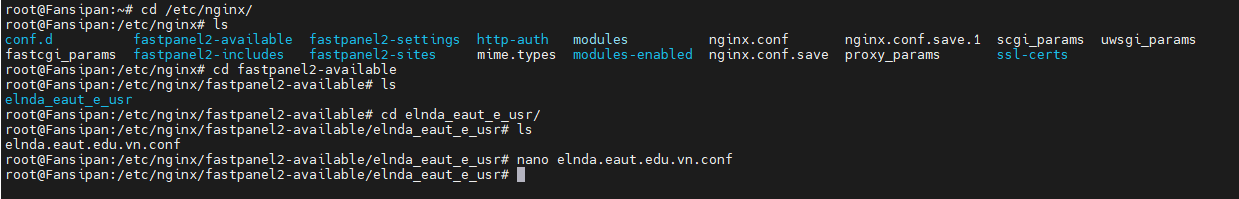 root@Fansipan:~# cd /etc/nginx/
root@Fansipan:/etc/nginx# ls
conf.d fastpanel2-available fastpanel2-settings http-auth modules nginx.conf nginx.conf.save.1 scgi_params uwsgi_params
fastcgi_params fastpanel2-includes fastpanel2-sites mime.types modules-enabled nginx.conf.save proxy_params ssl-certs
root@Fansipan:/etc/nginx# cd fastpanel2-available
root@Fansipan:/etc/nginx/fastpanel2-available# ls
elnda_eaut_e_usr
root@Fansipan:/etc/nginx/fastpanel2-available# cd elnda_eaut_e_usr/
root@Fansipan:/etc/nginx/fastpanel2-available/elnda_eaut_e_usr# ls
elnda.eaut.edu.vn.conf
root@Fansipan:/etc/nginx/fastpanel2-available/elnda_eaut_e_usr# nano elnda.eaut.edu.vn.conf
root@Fansipan:/etc/nginx/fastpanel2-available/elnda_eaut_e_usr#